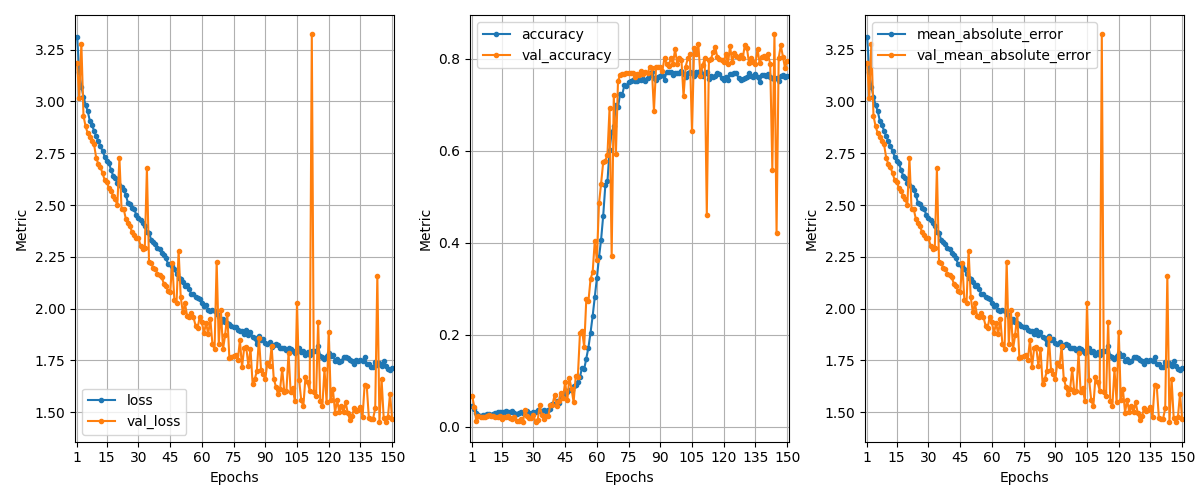 3.25
3.00
2.75
2.50
2.25
2.00
1.75
1.50
Metric
loss
val_loss
1 15 30 45 60 75 90 105 120 135 150
Epochs
0.8
0.6
0.4
0.2
0.0
Metric
accuracy
val_accuracy
1 15 30 45 60 75 90 105 120 135 150
Epochs
3.25
3.00
2.75
2.50
2.25
2.00
1.75
1.50
Metric
mean_absolute_error
val_mean_absolute_error
1 15 30 45 60 75 90 105 120 135 150
Epochs